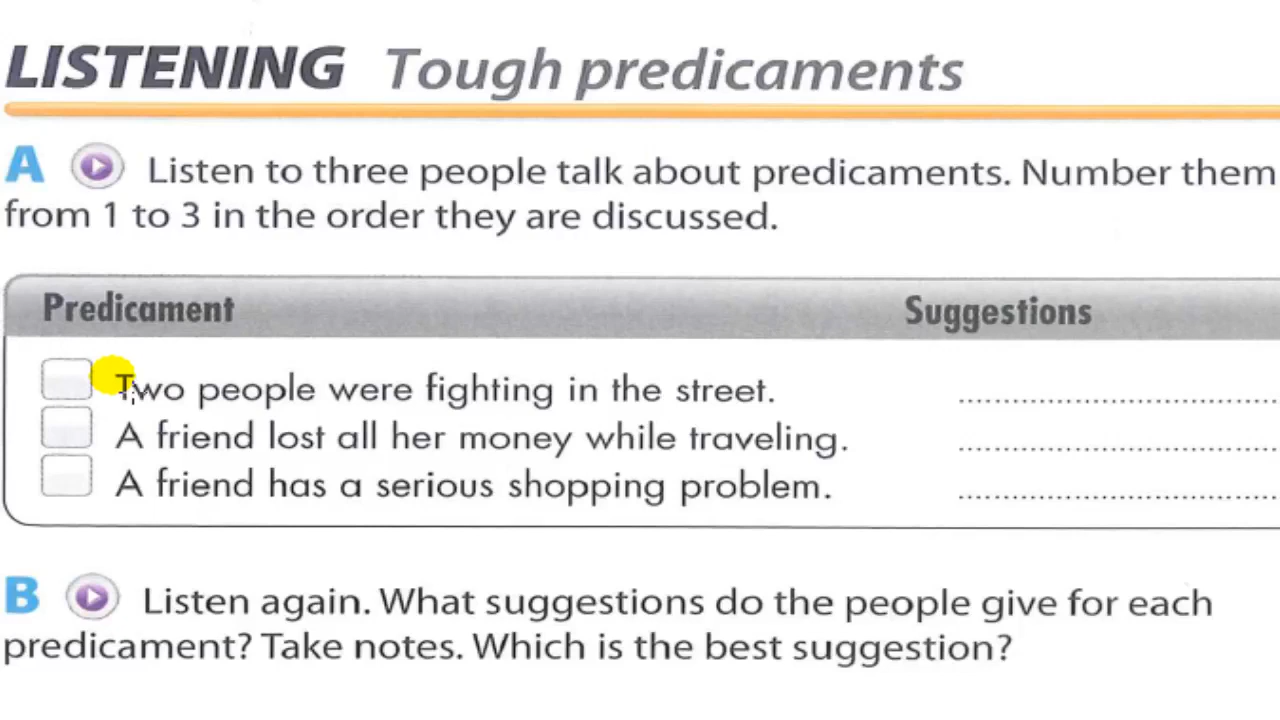 LISTENING Tough predicaments
A Listen to three people talk about predicaments. Number them
from 1 to 3 in the order they are discussed.
Predicament Suggestions
Two people were fighting in the street.
A friend lost all her money while traveling.
A friend has a serious shopping problem.
B Listen again. What suggestions do the people give for each
predicament? Take notes. Which is the best suggestion?